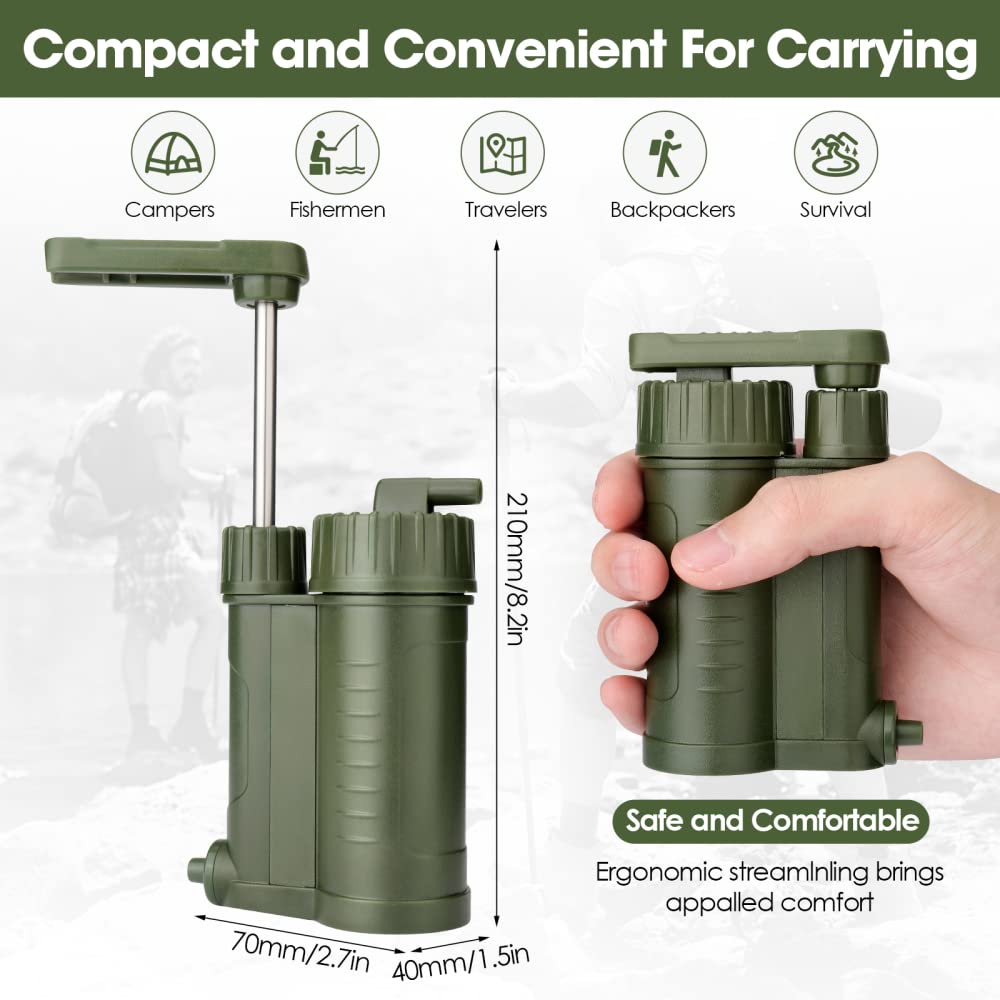 Compact and Convenient For Carrying
Campers
Fishermen
Travelers
Backpackers
Survival
210mm/8.2in
70mm/2.7in
40mm/1.5in
Safe and Comfortable
Ergonomic streamlnling brings
appalled comfort